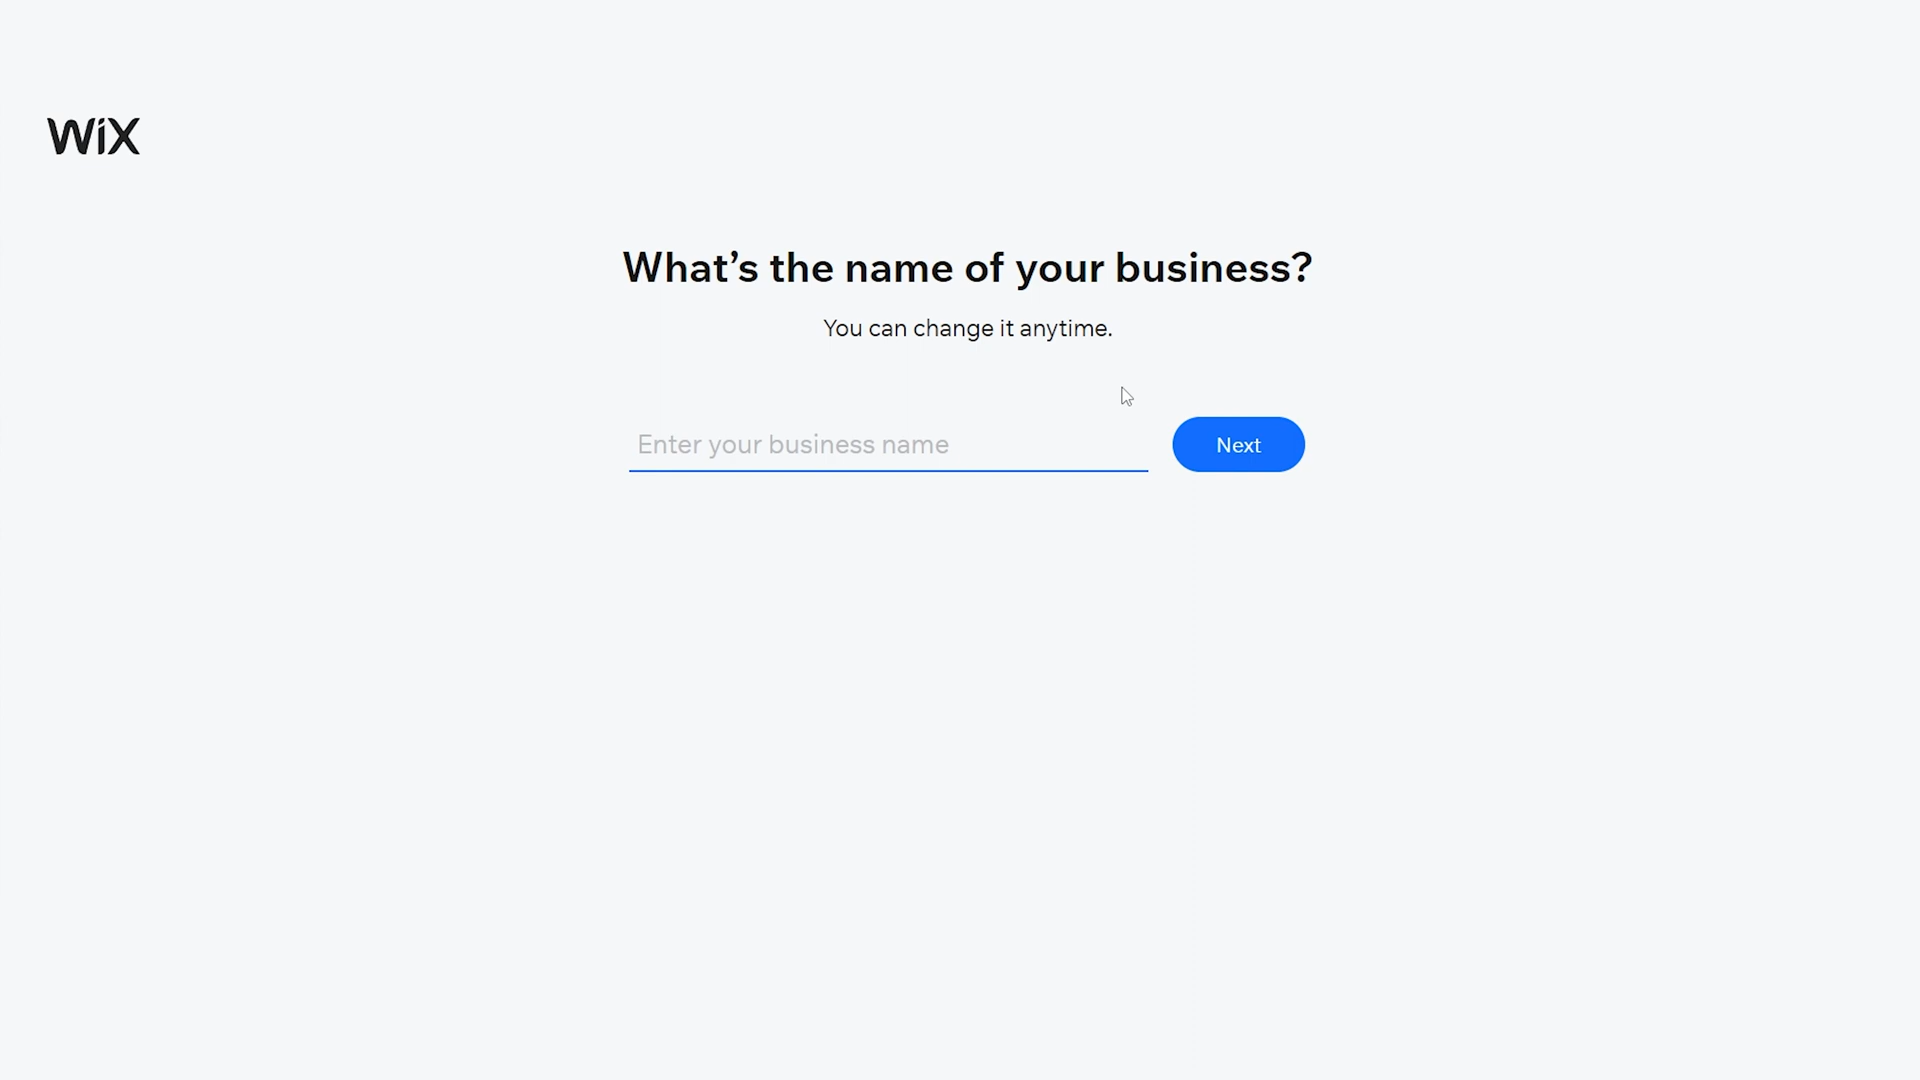 WiX
What’s the name of your business?
You can change it anytime.
Enter your business name
Next